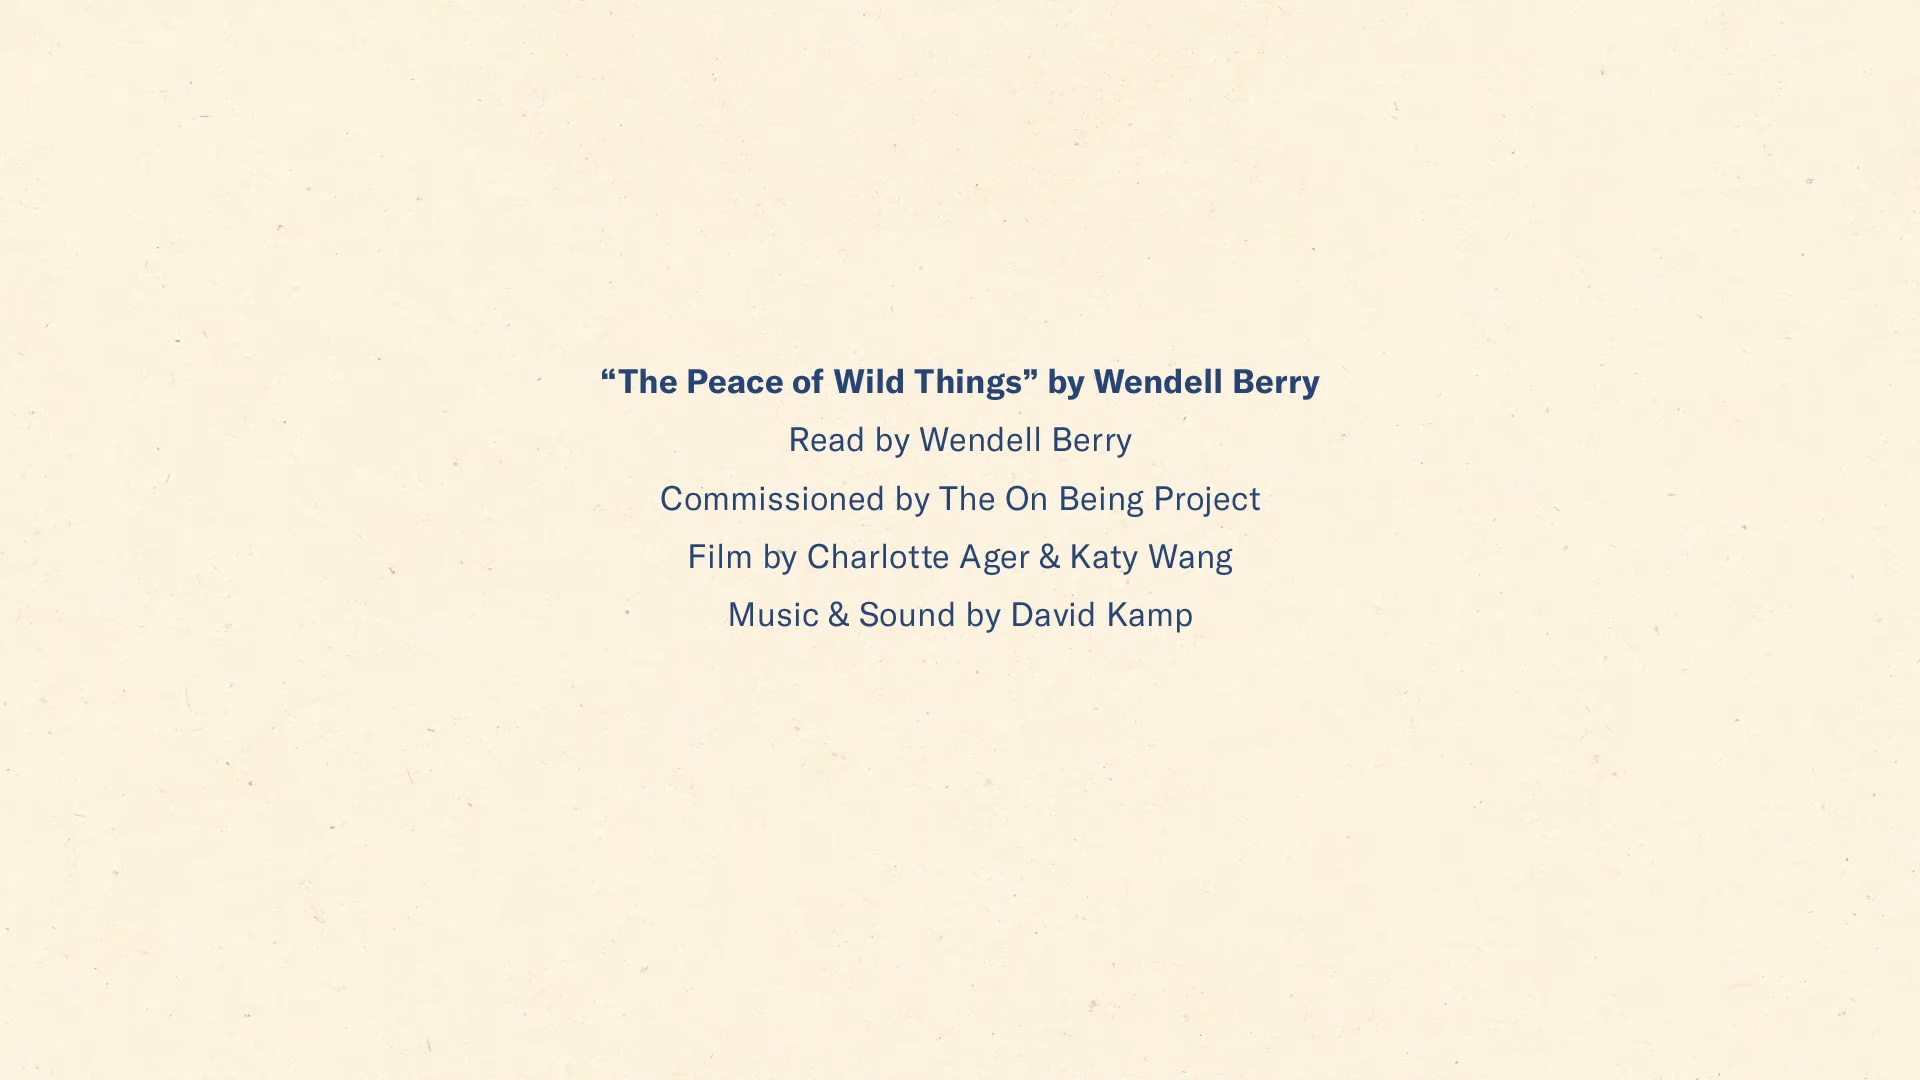 “The Peace of Wild Things” by Wendell Berry
Read by Wendell Berry
Commissioned by The On Being Project
Film by Charlotte Ager & Katy Wang
Music & Sound by David Kamp